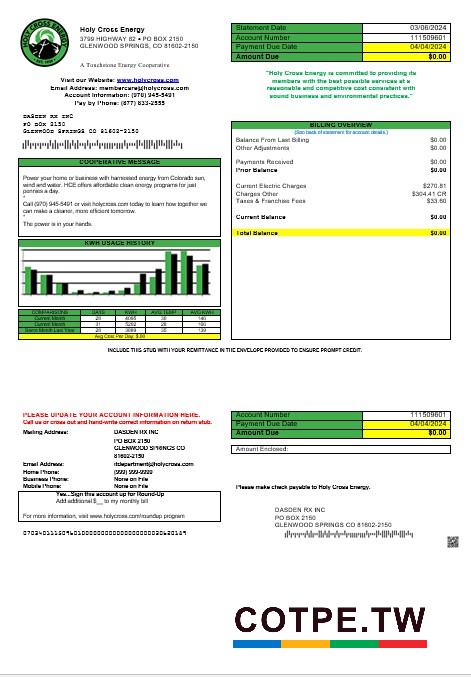 HOLY CROSS ENERGY
Holy Cross Energy
3799 HIGHWAY 82 • PO BOX 2150
GLENWOOD SPRINGS, CO 81602-2150
A Touchstone Energy Cooperative
Visit our Website: www.holycross.com
Email Address: membercare@holycross.com
Account Information: (970) 945-5491
Pay by Phone: (877) 833-2555
DASDEN RX INC
PO BOX 2150
GLENWOOD SPRINGS CO 81602-2150
Statement Date 03/06/2024
Account Number 111509601
Payment Due Date 04/04/2024
Amount Due $0.00
"Holy Cross Energy is committed to providing its
members with the best possible services at a
reasonable and competitive cost consistent with
sound business and environmental practices."
COOPERATIVE MESSAGE
Power your home or business with harnessed energy from Colorado sun,
wind and water. HCE offers affordable clean energy programs for just
pennies a day.
Call (970) 945-5491 or visit holycross.com today to learn how together we
can make a cleaner, more efficient tomorrow.
The power is in your hands.
KWH USAGE HISTORY
COMPARISONS DAYS KWH AVG TEMP AVG KWH
Current Month 28 4095 30 146
Current Month 31 5202 28 168
Same Month Last Year 28 3899 35 139
Avg Cost Per Day: $.00
BILLING OVERVIEW
(See back of statement for account details.)
Balance From Last Billing $0.00
Other Adjustments $0.00
Payments Received $0.00
Prior Balance $0.00
Current Electric Charges $270.81
Charges Other $304.41 CR
Taxes & Franchise Fees $33.60
Current Balance $0.00
Total Balance $0.00
INCLUDE THIS STUB WITH YOUR REMITTANCE IN THE ENVELOPE PROVIDED TO ENSURE PROMPT CREDIT.
PLEASE UPDATE YOUR ACCOUNT INFORMATION HERE.
Call us or cross out and hand-write correct information on return stub.
Mailing Address: DASDEN RX INC
PO BOX 2150
GLENWOOD SPRINGS CO
81602-2150
Email Address: itdepartment@holycross.com
Home Phone: (999) 999-9999
Business Phone: None on File
Mobile Phone: None on File
Yes...Sign this account up for Round-Up
Add additional $__ to my monthly bill
For more information, visit www.holycross.com/roundup program
Account Number 111509601
Payment Due Date 04/04/2024
Amount Due $0.00
Amount Enclosed:
Please make check payable to Holy Cross Energy.
DASDEN RX INC
PO BOX 2150
GLENWOOD SPRINGS CO 81602-2150
COTPE.TW